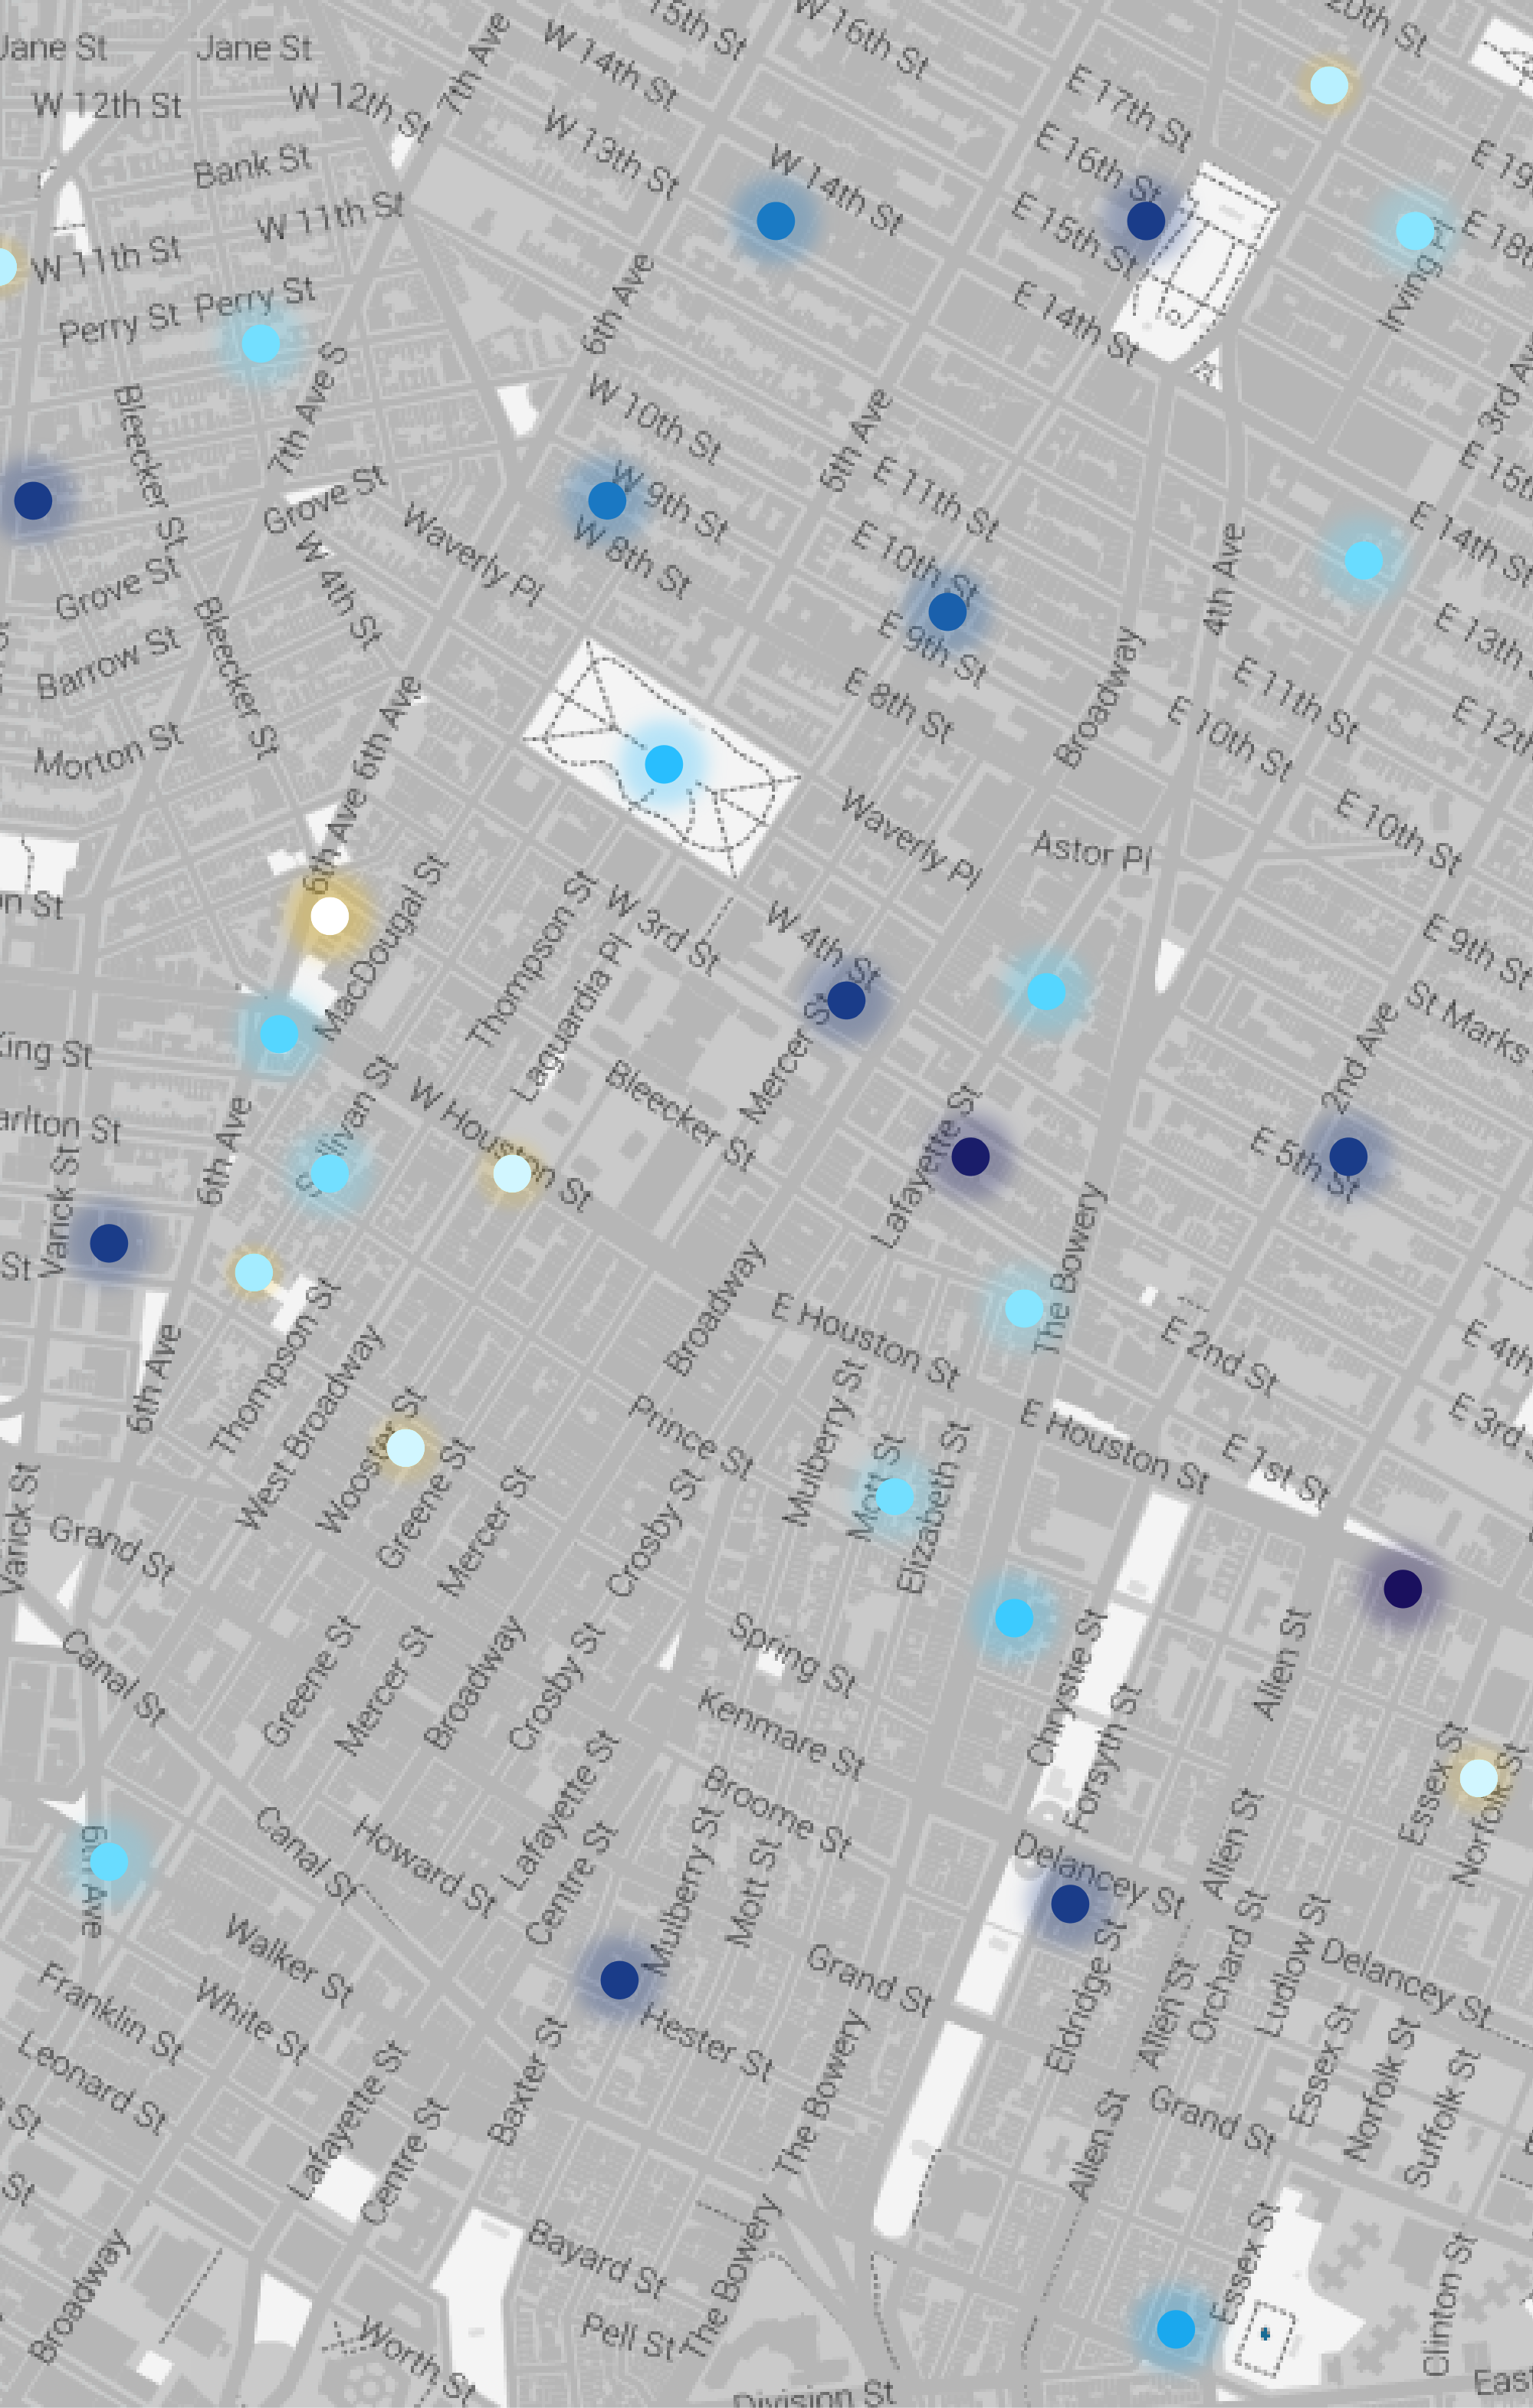 15th St
W 16th St
20th St
Jane St
Jane St
7th Ave
W 14th St
W 12th St
W 12th St
E 17th St
W 13th St
E 16th St
W 14th St
Bank St
E 19
W 11th St
E 15th St
E 18th
W 11th St
Irving Pl
Perry St
Perry St
6th Ave
E 14th St
7th Ave S
W 10th St
5th Ave
3rd Ave
Bleecker St
E 11th St
E 15th
Grove St
W 9th St
W 8th St
Waverly Pl
E 10th St
E 14th St
4th Ave
W 4th St
Grove St
E 9th St
E 13th
Barrow St
Bleecker St
E 8th St
Broadway
E 11th St
E 10th St
E 12th
Morton St
6th Ave
6th Ave
Waverly Pl
Astor Pl
E 10th St
n St
MacDougal St
Thompson St
W 3rd St
W 4th St
E 9th St
Laguardia Pl
St Marks
King St
Mercer St
2nd Ave
arlton St
Sullivan St
W Houston St
Bleecker St
6th Ave
Varick St
Lafayette St
E 5th St
St
The Bowery
Thompson St
Broadway
E Houston St
E 2nd St
E 4th
6th Ave
West Broadway
Wooster St
Prince St
Mulberry St
E Houston St
E 3rd
E 1st St
Greene St
Mott St
Elizabeth St
Varick St
Grand St
Mercer St
Crosby St
Canal St
Greene St
Mercer St
Broadway
Crosby St
Spring St
Chrystie St
Allen St
Kenmare St
Forsyth St
Essex St
Norfolk St
Lafayette St
Broome St
6th Ave
Canal St
Howard St
Centre St
Mulberry St
Mott St
Delancey St
Allen St
Walker St
Grand St
Eldridge St
Orchard St
Ludlow St
Delancey St
Franklin St
White St
Hester St
Allen St
Essex St
Norfolk St
Suffolk St
Leonard St
Lafayette St
Centre St
Baxter St
The Bowery
Allen St
Grand St
St
St
Broadway
Bayard St
The Bowery
Essex St
Clinton St
Pell St
Worth St
Division St
East